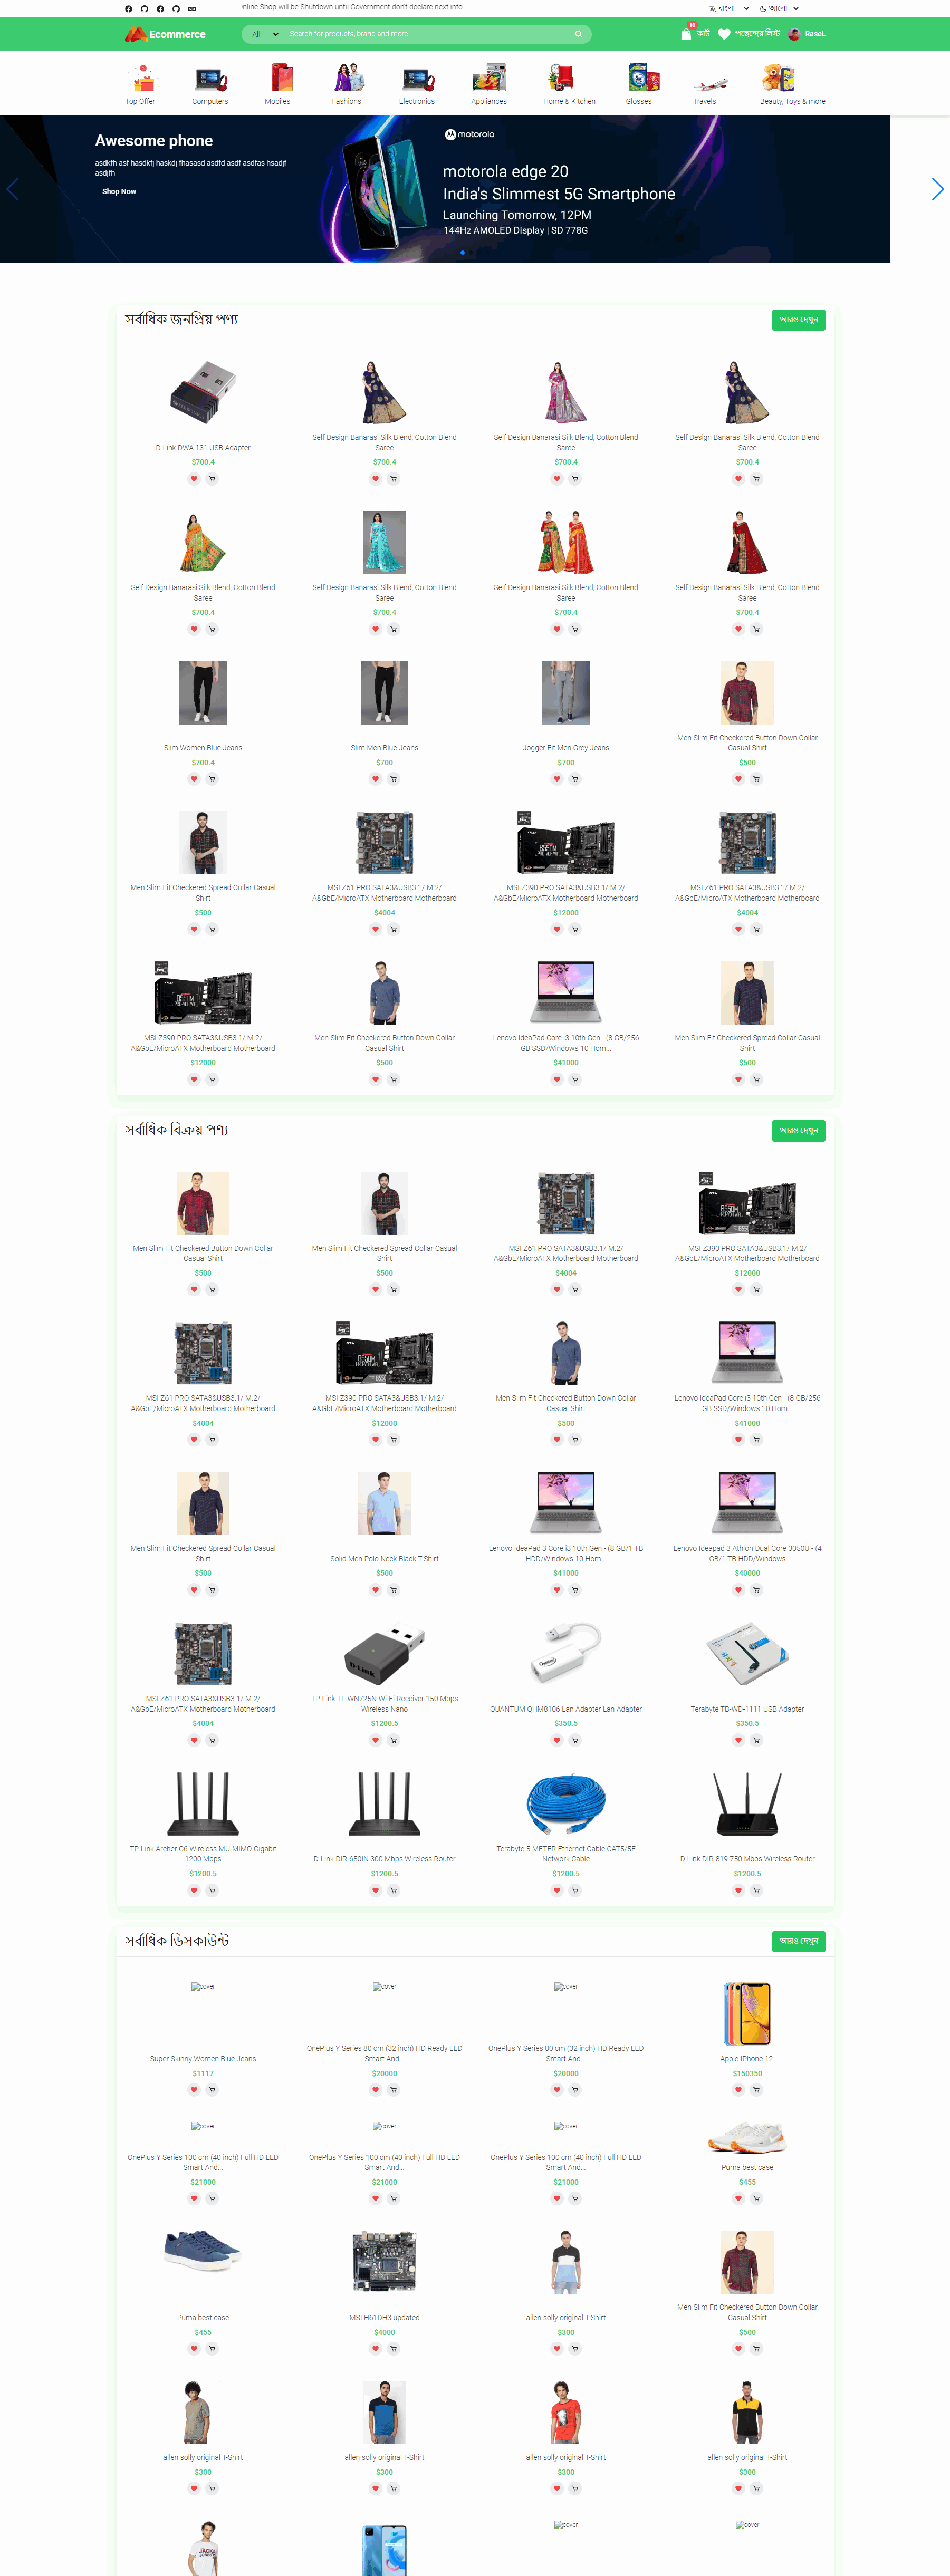 inline Shop will be Shutdown until Government don't declare next info.
বাংলা
আলো
Ecommerce
All
Search for products, brand and more
10
কার্ট
পছন্দের লিস্ট
RaseL
Top Offer
Computers
Mobiles
Fashions
Electronics
Appliances
Home & Kitchen
Glosses
Travels
Beauty, Toys & more
Awesome phone
asdkfh asf hasdkfj haskdj fhasasd asdfd asdf asdfas hsadjf
asdjfh
Shop Now
motorola
motorola edge 20
India's Slimmest 5G Smartphone
Launching Tomorrow, 12PM
144Hz AMOLED Display | SD 778G
সর্বাধিক জনপ্রিয় পণ্য
আরও দেখুন
D-Link DWA 131 USB Adapter
$700.4
Self Design Banarasi Silk Blend, Cotton Blend
Saree
$700.4
Self Design Banarasi Silk Blend, Cotton Blend
Saree
$700.4
Self Design Banarasi Silk Blend, Cotton Blend
Saree
$700.4
Self Design Banarasi Silk Blend, Cotton Blend
Saree
$700.4
Self Design Banarasi Silk Blend, Cotton Blend
Saree
$700.4
Self Design Banarasi Silk Blend, Cotton Blend
Saree
$700.4
Self Design Banarasi Silk Blend, Cotton Blend
Saree
$700.4
Slim Women Blue Jeans
$700.4
Slim Men Blue Jeans
$700
Jogger Fit Men Grey Jeans
$700
Men Slim Fit Checkered Button Down Collar
Casual Shirt
$500
Men Slim Fit Checkered Spread Collar Casual
Shirt
$500
MSI Z61 PRO SATA3&USB3.1/ M.2/
A&GbE/MicroATX Motherboard Motherboard
$4004
MSI Z390 PRO SATA3&USB3.1/ M.2/
A&GbE/MicroATX Motherboard Motherboard
$12000
MSI Z61 PRO SATA3&USB3.1/ M.2/
A&GbE/MicroATX Motherboard Motherboard
$4004
MSI Z390 PRO SATA3&USB3.1/ M.2/
A&GbE/MicroATX Motherboard Motherboard
$12000
Men Slim Fit Checkered Button Down Collar
Casual Shirt
$500
Lenovo IdeaPad Core i3 10th Gen - (8 GB/256
GB SSD/Windows 10 Hom...
$41000
Men Slim Fit Checkered Spread Collar Casual
Shirt
$500
সর্বাধিক বিক্রয় পণ্য
আরও দেখুন
Men Slim Fit Checkered Button Down Collar
Casual Shirt
$500
Men Slim Fit Checkered Spread Collar Casual
Shirt
$500
MSI Z61 PRO SATA3&USB3.1/ M.2/
A&GbE/MicroATX Motherboard Motherboard
$4004
MSI Z390 PRO SATA3&USB3.1/ M.2/
A&GbE/MicroATX Motherboard Motherboard
$12000
MSI Z61 PRO SATA3&USB3.1/ M.2/
A&GbE/MicroATX Motherboard Motherboard
$4004
MSI Z390 PRO SATA3&USB3.1/ M.2/
A&GbE/MicroATX Motherboard Motherboard
$12000
Men Slim Fit Checkered Button Down Collar
Casual Shirt
$500
Lenovo IdeaPad Core i3 10th Gen - (8 GB/256
GB SSD/Windows 10 Hom...
$41000
Men Slim Fit Checkered Spread Collar Casual
Shirt
$500
Solid Men Polo Neck Black T-Shirt
$500
Lenovo IdeaPad 3 Core i3 10th Gen - (8 GB/1 TB
HDD/Windows 10 Hom...
$41000
Lenovo Ideapad 3 Athlon Dual Core 3050U - (4
GB/1 TB HDD/Windows
$40000
MSI Z61 PRO SATA3&USB3.1/ M.2/
A&GbE/MicroATX Motherboard Motherboard
$4004
D-Link
TP-Link TL-WN725N Wi-Fi Receiver 150 Mbps
Wireless Nano
$1200.5
QUANTUM QHM8106 Lan Adapter Lan Adapter
$350.5
Terabyte TB-WD-1111 USB Adapter
$350.5
TP-Link Archer C6 Wireless MU-MIMO Gigabit
1200 Mbps
$1200.5
D-Link DIR-650IN 300 Mbps Wireless Router
$1200.5
Terabyte 5 METER Ethernet Cable CAT5/5E
Network Cable
$1200.5
D-Link DIR-819 750 Mbps Wireless Router
$1200.5
সর্বাধিক ডিসকাউন্ট
আরও দেখুন
cover
Super Skinny Women Blue Jeans
$1117
cover
OnePlus Y Series 80 cm (32 inch) HD Ready LED
Smart And...
$20000
cover
OnePlus Y Series 80 cm (32 inch) HD Ready LED
Smart And...
$20000
Apple IPhone 12
$150350
cover
OnePlus Y Series 100 cm (40 inch) Full HD LED
Smart And...
$21000
cover
OnePlus Y Series 100 cm (40 inch) Full HD LED
Smart And...
$21000
cover
OnePlus Y Series 100 cm (40 inch) Full HD LED
Smart And...
$21000
Puma best case
$455
Puma best case
$455
MSI H61DH3 updated
$4000
allen solly original T-Shirt
$300
Men Slim Fit Checkered Button Down Collar
Casual Shirt
$500
allen solly original T-Shirt
$300
allen solly original T-Shirt
$300
allen solly original T-Shirt
$300
allen solly original T-Shirt
$300
cover
cover